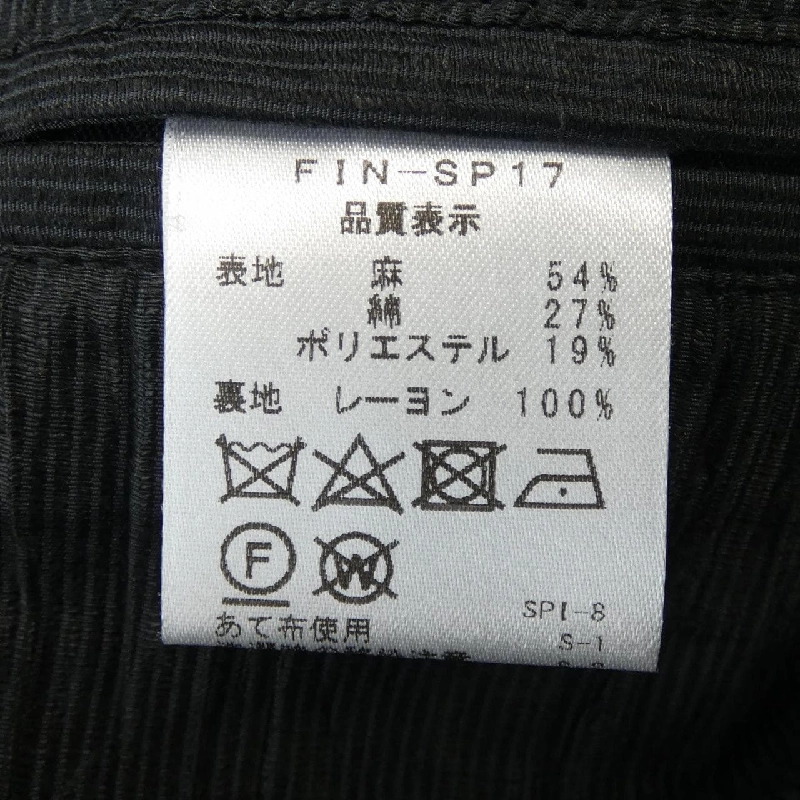 FIN-SP17
品質表示
表地 麻 54%
綿 27%
ポリエステル 19%
裏地 レーヨン 100%
F W
SPI-8
あて布使用
S-1